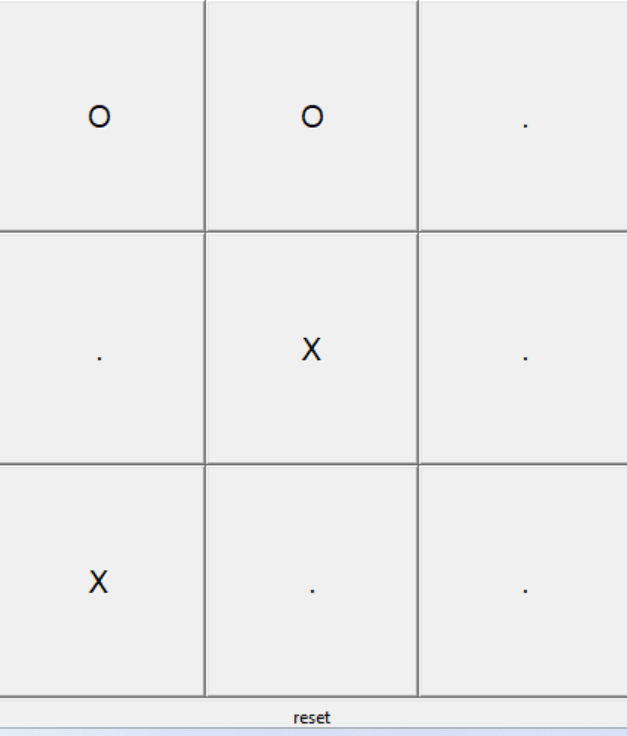 O O .
. X .
X . .
reset